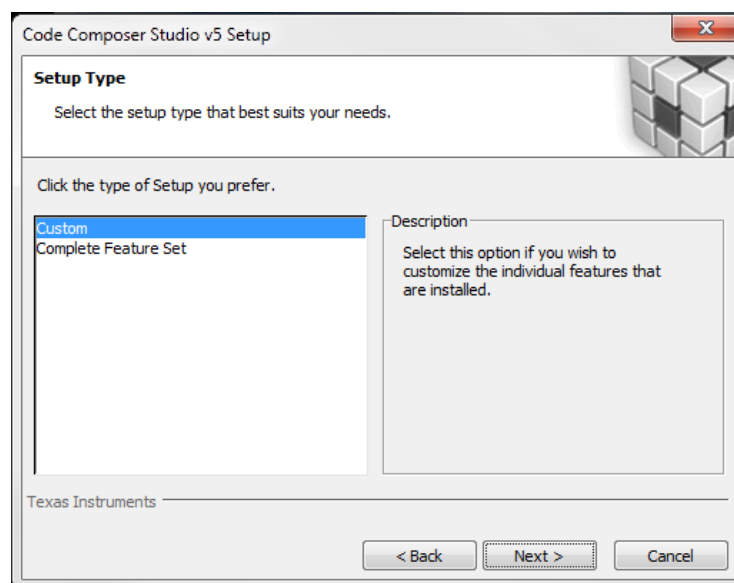 Code Composer Studio v5 Setup
Setup Type
Select the setup type that best suits your needs.
Click the type of Setup you prefer.
Custom
Complete Feature Set
Description
Select this option if you wish to
customize the individual features that
are installed.
Texas Instruments
< Back
Next >
Cancel